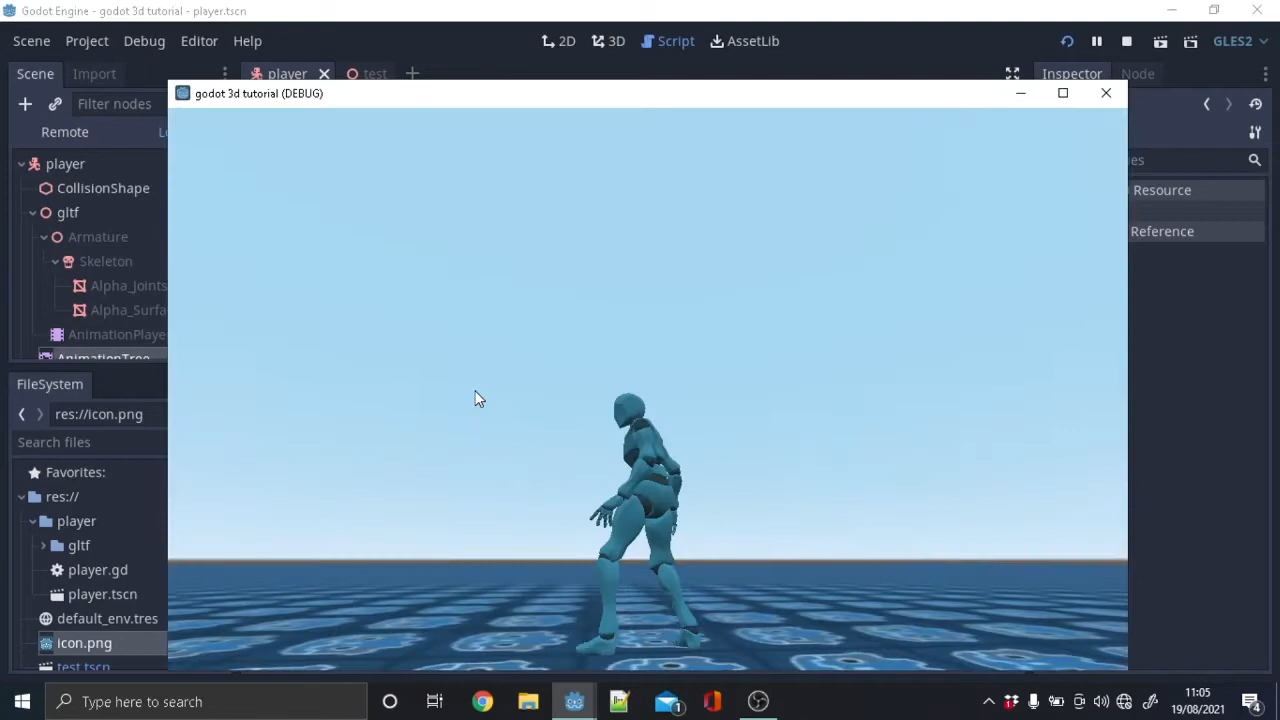 Godot Engine - godot 3d tutorial - player.tscn
Scene Project Debug Editor Help 2D 3D Script AssetLib GLES2
Scene Import player test Inspector Node
godot 3d tutorial (DEBUG)
Filter nodes
Remote
player
CollisionShape
Resource
gltf
Reference
Armature
Skeleton
Alpha_Joints
Alpha_Surfa
AnimationPlaye
AnimationTree
FileSystem
res://icon.png
Search files
Favorites:
res://
player
gltf
player.gd
player.tscn
default_env.tres
icon.png
test.tscn
Type here to search
1
11:05
19/08/2021
4